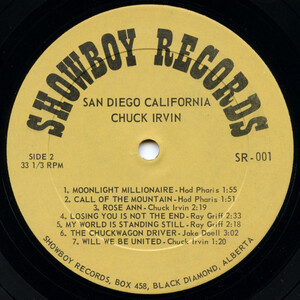 SHOWBOY RECORDS
SAN DIEGO CALIFORNIA
CHUCK IRVIN
SIDE 2
33 1/3 RPM
SR-001
1. MOONLIGHT MILLIONAIRE-Had Pharis 1:55
2. CALL OF THE MOUNTAIN-Had Pharis 1:51
3. ROSE ANN-Chuck Irvin 2:19
4. LOSING YOU IS NOT THE END-Ray Griff 2:33
5. MY WORLD IS STANDING STILL-Ray Griff 2:18
6. THE CHUCKWAGON DRIVER-Jake Doell 3:02
7. WILL WE BE UNITED-Chuck Irvin 1:20
SHOWBOY RECORDS, BOX 458, BLACK DIAMOND, ALBERTA